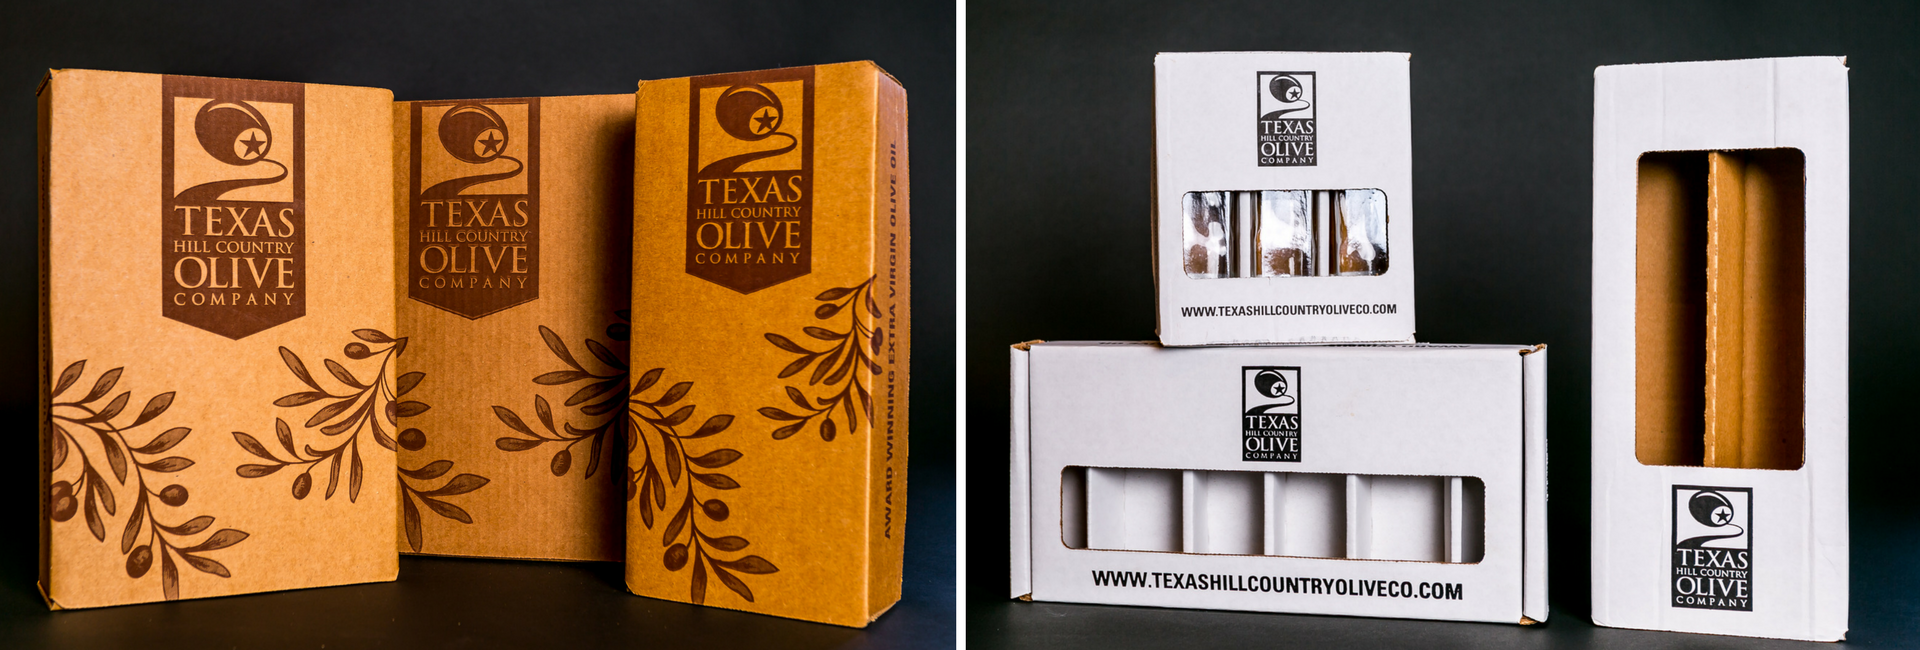 TEXAS
HILL COUNTRY
OLIVE
COMPANY
TEXAS
HILL COUNTRY
OLIVE
COMPANY
TEXAS
HILL COUNTRY
OLIVE
COMPANY
AWARD WINNING EXTRA VIRGIN OLIVE OIL
TEXAS
HILL COUNTRY
OLIVE
COMPANY
WWW.TEXASHILLCOUNTRYOLIVECO.COM
TEXAS
HILL COUNTRY
OLIVE
COMPANY
WWW.TEXASHILLCOUNTRYOLIVECO.COM
TEXAS
HILL COUNTRY
OLIVE
COMPANY